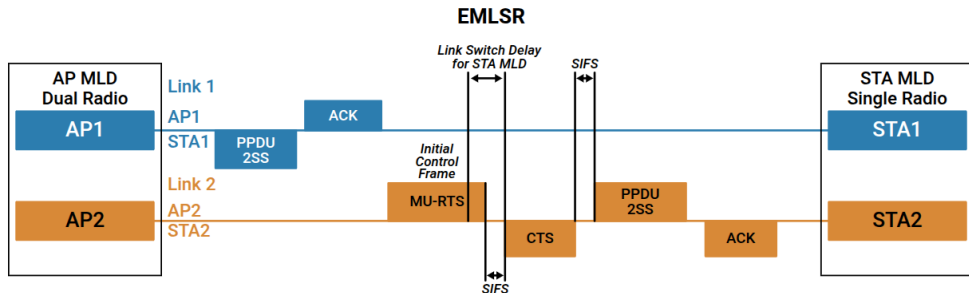 EMLSR
Link Switch Delay
for STA MLD
SIFS
AP MLD
Dual Radio
Link 1
AP1
AP1
STA1
PPDU
2SS
ACK
STA MLD
Single Radio
STA1
Initial
Control
Frame
Link 2
AP2
AP2
STA2
MU-RTS
CTS
PPDU
2SS
ACK
STA2
SIFS